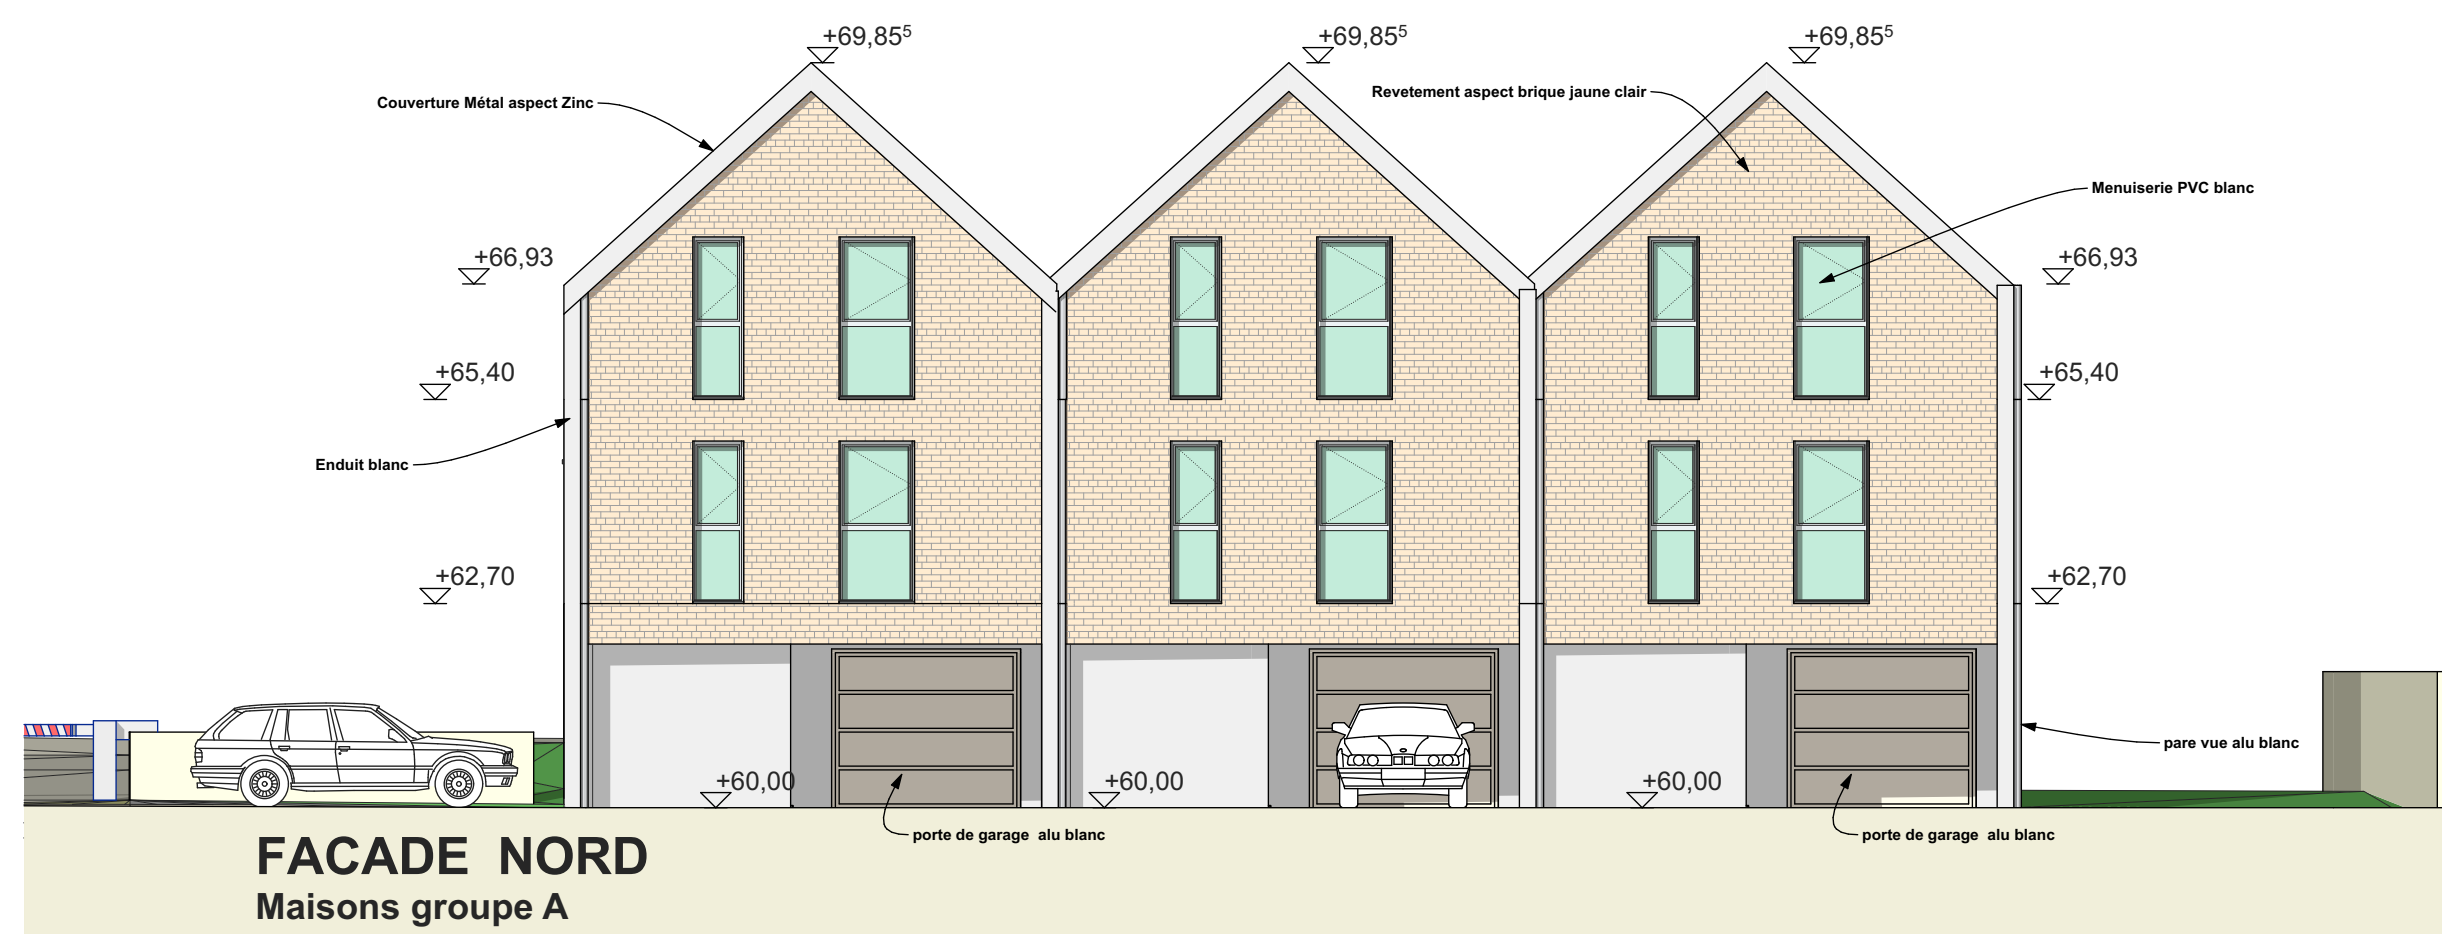 +69,85⁵
+69,85⁵
+69,85⁵
Couverture Métal aspect Zinc
Revetement aspect brique jaune clair
Menuiserie PVC blanc
+66,93
+66,93
+65,40
+65,40
Enduit blanc
+62,70
+62,70
pare vue alu blanc
+60,00
+60,00
+60,00
porte de garage alu blanc
porte de garage alu blanc
FACADE NORD
Maisons groupe A